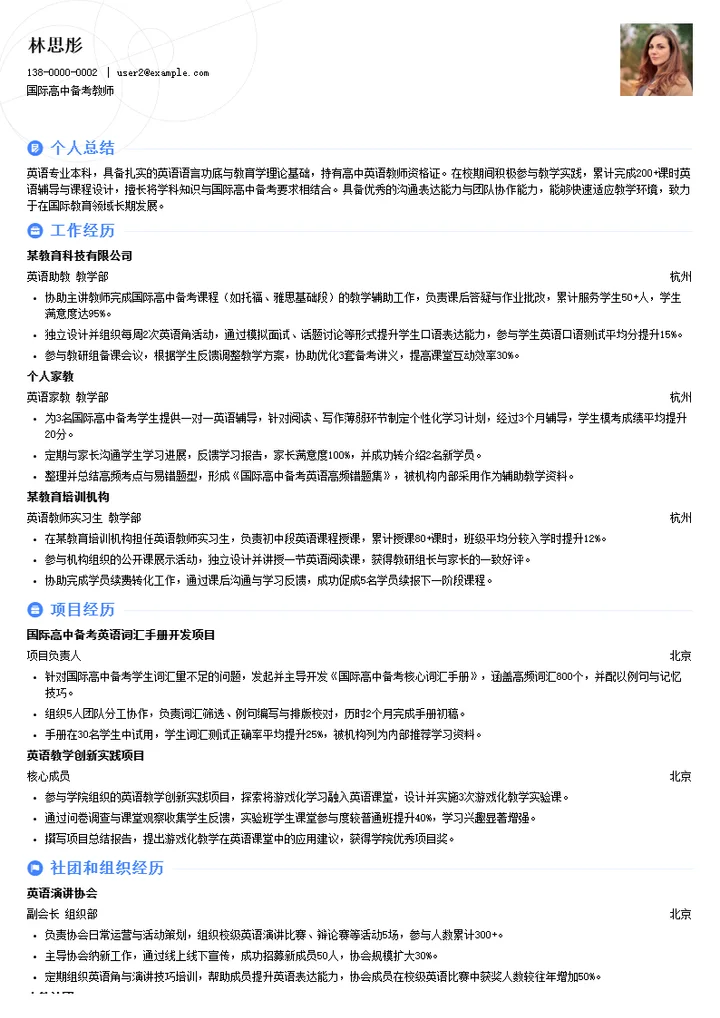 林思彤
138-0000-0002 | user2@example.com
国际高中备考教师
个人总结
英语专业本科，具备扎实的英语语言功底与教育学理论基础，持有高中英语教师资格证。在校期间积极参与教学实践，累计完成200+课时英
语辅导与课程设计，擅长将学科知识与国际高中备考要求相结合。具备优秀的沟通表达能力与团队协作能力，能够快速适应教学环境，致力
于在国际教育领域长期发展。
工作经历
某教育科技有限公司
英语助教 教学部 杭州
• 协助主讲教师完成国际高中备考课程（如托福、雅思基础段）的教学辅助工作，负责课后答疑与作业批改，累计服务学生50+人，学生
满意度达95%。
• 独立设计并组织每周2次英语角活动，通过模拟面试、话题讨论等形式提升学生口语表达能力，参与学生英语口语测试平均分提升15%。
• 参与教研组备课会议，根据学生反馈调整教学方案，协助优化3套备考讲义，提高课堂互动效率30%。
个人家教
英语家教 教学部 杭州
• 为3名国际高中备考学生提供一对一英语辅导，针对阅读、写作薄弱环节制定个性化学习计划，经过3个月辅导，学生模考成绩平均提升
20分。
• 定期与家长沟通学生学习进展，反馈学习报告，家长满意度100%，并成功转介绍2名新学员。
• 整理并总结高频考点与易错题型，形成《国际高中备考英语高频错题集》，被机构内部采用作为辅助教学资料。
某教育培训机构
英语教师实习生 教学部 杭州
• 在某教育培训机构担任英语教师实习生，负责初中段英语课程授课，累计授课80+课时，班级平均分较入学时提升12%。
• 参与机构组织的公开课展示活动，独立设计并讲授一节英语阅读课，获得教研组长与家长的一致好评。
• 协助完成学员续费转化工作，通过课后沟通与学习反馈，成功促成5名学员续报下一阶段课程。
项目经历
国际高中备考英语词汇手册开发项目
项目负责人 北京
• 针对国际高中备考学生词汇量不足的问题，发起并主导开发《国际高中备考核心词汇手册》，涵盖高频词汇800个，并配以例句与记忆
技巧。
• 组织5人团队分工协作，负责词汇筛选、例句编写与排版校对，历时2个月完成手册初稿。
• 手册在30名学生中试用，学生词汇测试正确率平均提升25%，被机构列为内部推荐学习资料。
英语教学创新实践项目
核心成员 北京
• 参与学院组织的英语教学创新实践项目，探索将游戏化学习融入英语课堂，设计并实施3次游戏化教学实验课。
• 通过问卷调查与课堂观察收集学生反馈，实验班学生课堂参与度较普通班提升40%，学习兴趣显著增强。
• 撰写项目总结报告，提出游戏化教学在英语课堂中的应用建议，获得学院优秀项目奖。
社团和组织经历
英语演讲协会
副会长 组织部 北京
• 负责协会日常运营与活动策划，组织校级英语演讲比赛、辩论赛等活动5场，参与人数累计300+。
• 主导协会纳新工作，通过线上线下宣传，成功招募新成员50人，协会规模扩大30%。
• 定期组织英语角与演讲技巧培训，帮助成员提升英语表达能力，协会成员在校级英语比赛中获奖人数较往年增加50%。